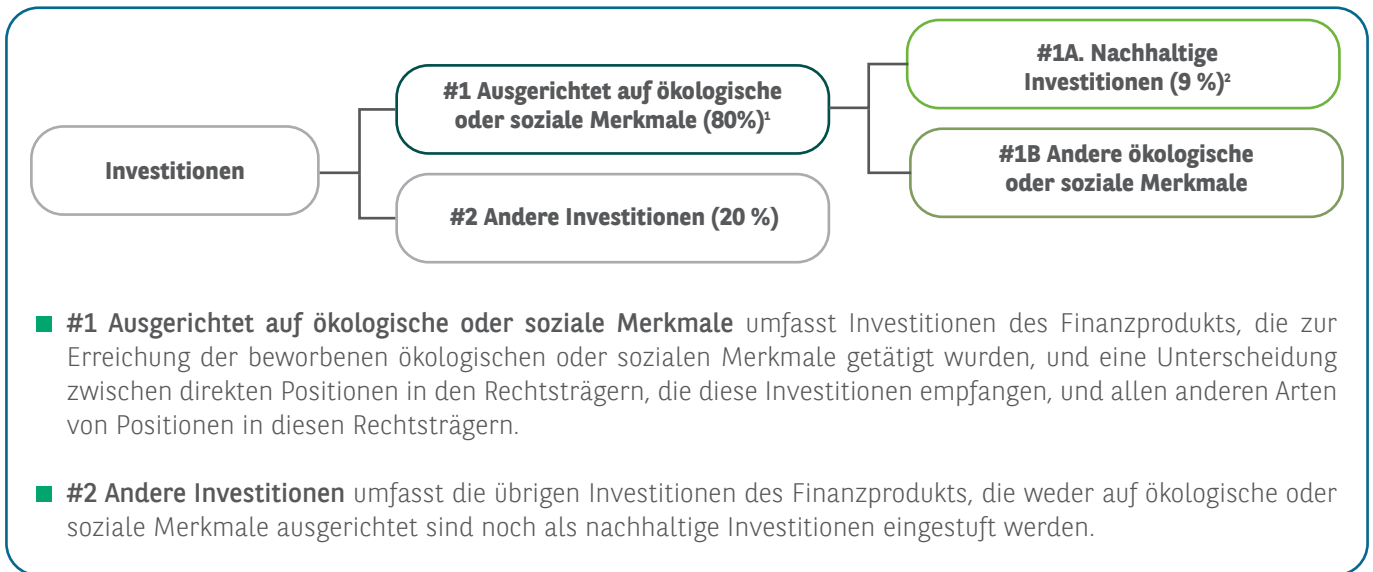 #1A. Nachhaltige
Investitionen (9 %)²
#1 Ausgerichtet auf ökologische
oder soziale Merkmale (80%)¹
#1B Andere ökologische
oder soziale Merkmale
Investitionen
#2 Andere Investitionen (20 %)
#1 Ausgerichtet auf ökologische oder soziale Merkmale umfasst Investitionen des Finanzprodukts, die zur
Erreichung der beworbenen ökologischen oder sozialen Merkmale getätigt wurden, und eine Unterscheidung
zwischen direkten Positionen in den Rechtsträgern, die diese Investitionen empfangen, und allen anderen Arten
von Positionen in diesen Rechtsträgern.
#2 Andere Investitionen umfasst die übrigen Investitionen des Finanzprodukts, die weder auf ökologische oder
soziale Merkmale ausgerichtet sind noch als nachhaltige Investitionen eingestuft werden.